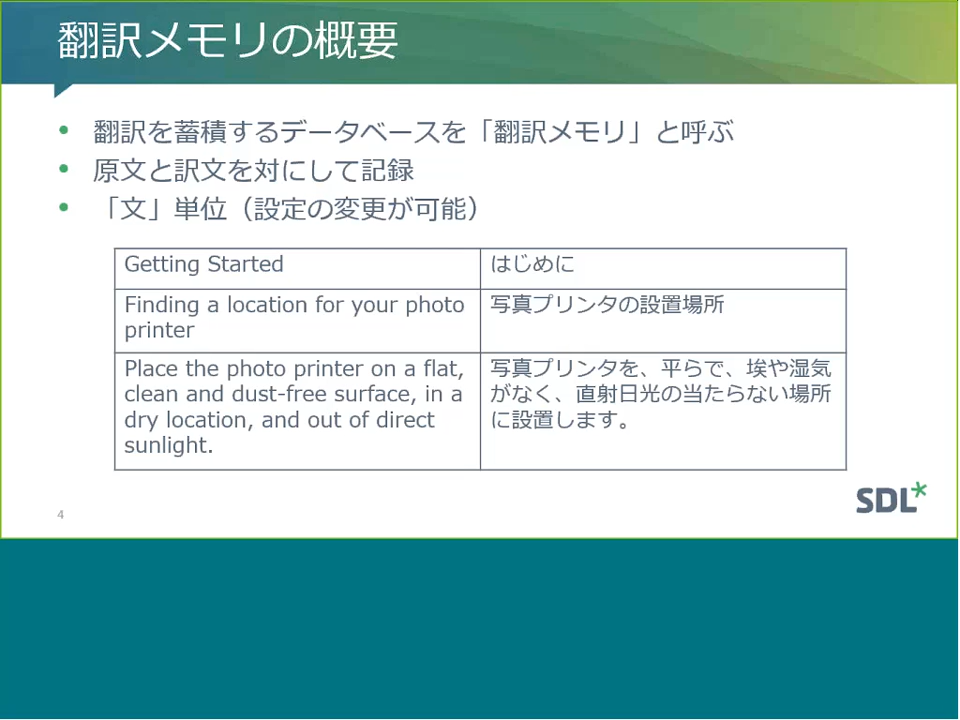 翻訳メモリの概要
• 翻訳を蓄積するデータベースを「翻訳メモリ」と呼ぶ
• 原文と訳文を対にして記録
• 「文」単位（設定の変更が可能）
Getting Started
はじめに
Finding a location for your photo
printer
写真プリンタの設置場所
Place the photo printer on a flat,
clean and dust-free surface, in a
dry location, and out of direct
sunlight.
写真プリンタを、平らで、埃や湿気
がなく、直射日光の当たらない場所
に設置します。
4
SDL*